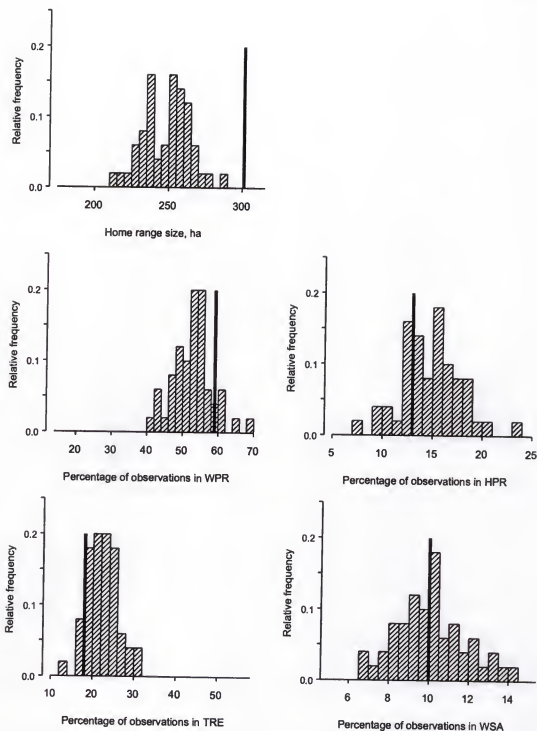 Relative frequency
0.2
0.1
0.0
200 250 300
Home range size, ha
Relative frequency
0.2
0.1
0.0
20 30 40 50 60 70
Percentage of observations in WPR
Relative frequency
0.2
0.1
0.0
5 10 15 20 25
Percentage of observations in HPR
Relative frequency
0.2
0.1
0.0
10 20 30 40 50
Percentage of observations in TRE
Relative frequency
0.2
0.1
0.0
6 8 10 12 14
Percentage of observations in WSA